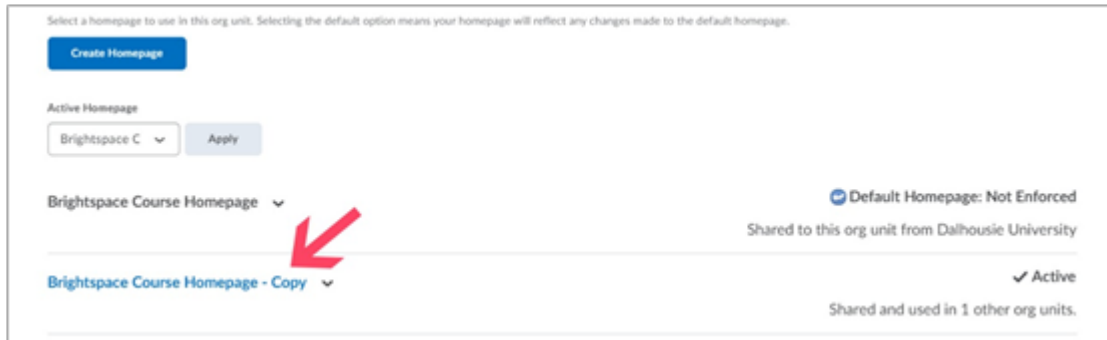 Select a homepage to use in this org unit. Selecting the default option means your homepage will reflect any changes made to the default homepage.
Create Homepage
Active Homepage
Brightspace C
Apply
Brightspace Course Homepage
Default Homepage: Not Enforced
Shared to this org unit from Dalhousie University
Brightspace Course Homepage - Copy
Active
Shared and used in 1 other org units.